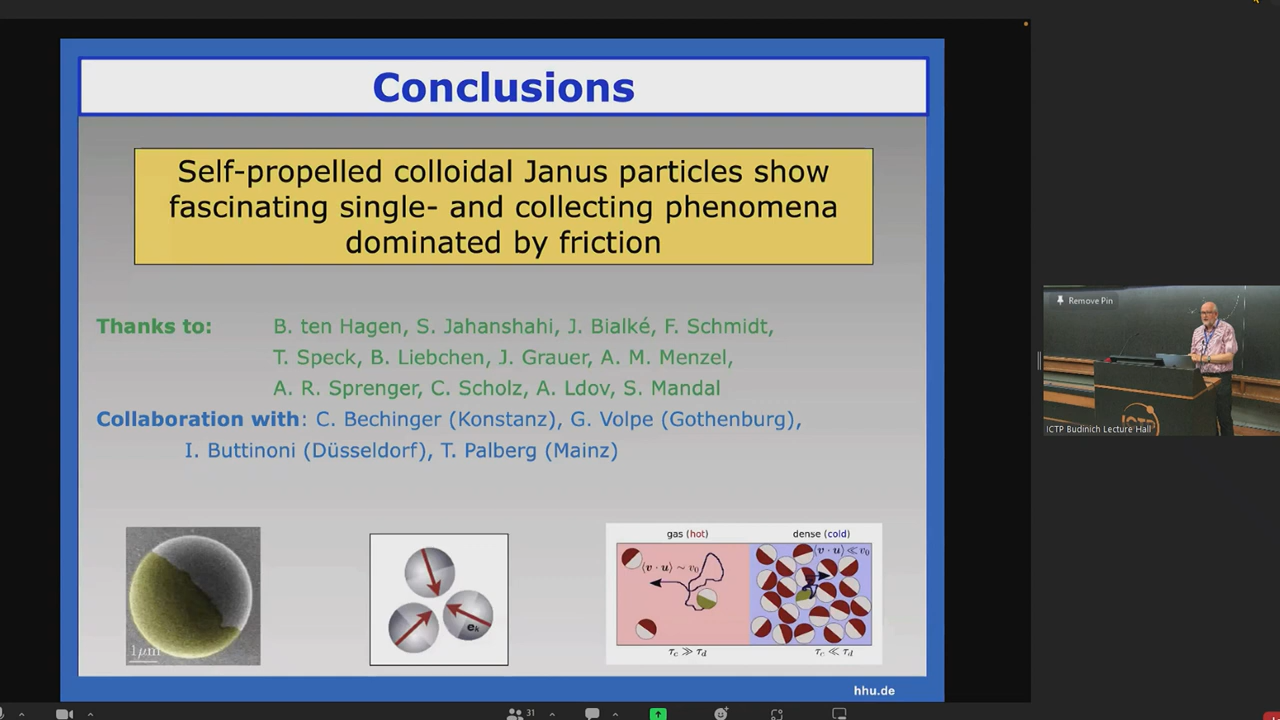 Conclusions
Self-propelled colloidal Janus particles show
fascinating single- and collecting phenomena
dominated by friction
Thanks to: B. ten Hagen, S. Jahanshahi, J. Bialké, F. Schmidt,
T. Speck, B. Liebchen, J. Grauer, A. M. Menzel,
A. R. Sprenger, C. Scholz, A. Ldov, S. Mandal
Collaboration with: C. Bechinger (Konstanz), G. Volpe (Gothenburg),
I. Buttinoni (Düsseldorf), T. Palberg (Mainz)
1μm
eₖ
gas (hot)
dense (cold)
⟨v · u⟩ ∼ v₀
⟨v · u⟩ ≪ v₀
τc ≫ τd
τc ≪ τd
hhu.de
Remove Pin
ICTP
ICTP Budinich Lecture Hall
31